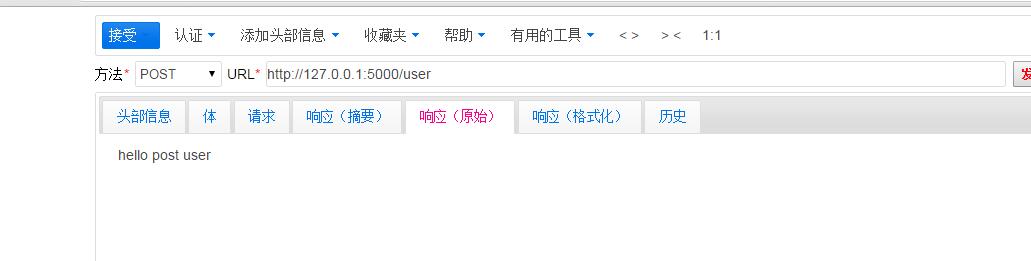 接受 认证 添加头部信息 收藏夹 帮助 有用的工具 < > > < 1:1
方法* POST URL* http://127.0.0.1:5000/user
头部信息 体 请求 响应（摘要） 响应（原始） 响应（格式化） 历史
hello post user